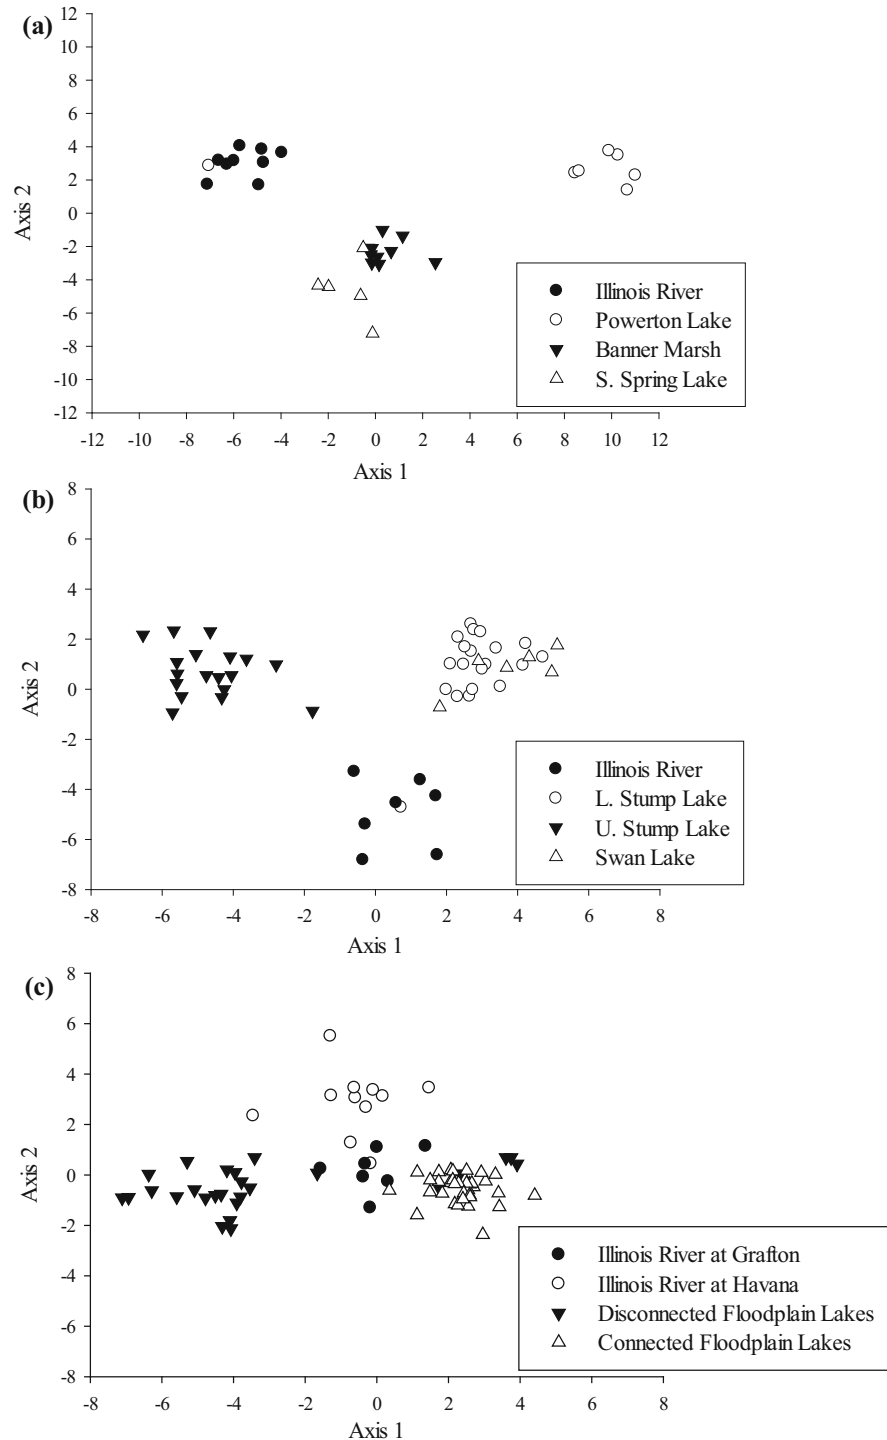 (a)
12
10
8
6
4
2
0
-2
-4
-6
-8
-10
-12
Axis 2
-12 -10 -8 -6 -4 -2 0 2 4 6 8 10 12
Axis 1
Illinois River
Powerton Lake
Banner Marsh
S. Spring Lake
(b)
8
6
4
2
0
-2
-4
-6
-8
Axis 2
-8 -6 -4 -2 0 2 4 6 8
Axis 1
Illinois River
L. Stump Lake
U. Stump Lake
Swan Lake
(c)
8
6
4
2
0
-2
-4
-6
-8
Axis 2
-8 -6 -4 -2 0 2 4 6 8
Axis 1
Illinois River at Grafton
Illinois River at Havana
Disconnected Floodplain Lakes
Connected Floodplain Lakes